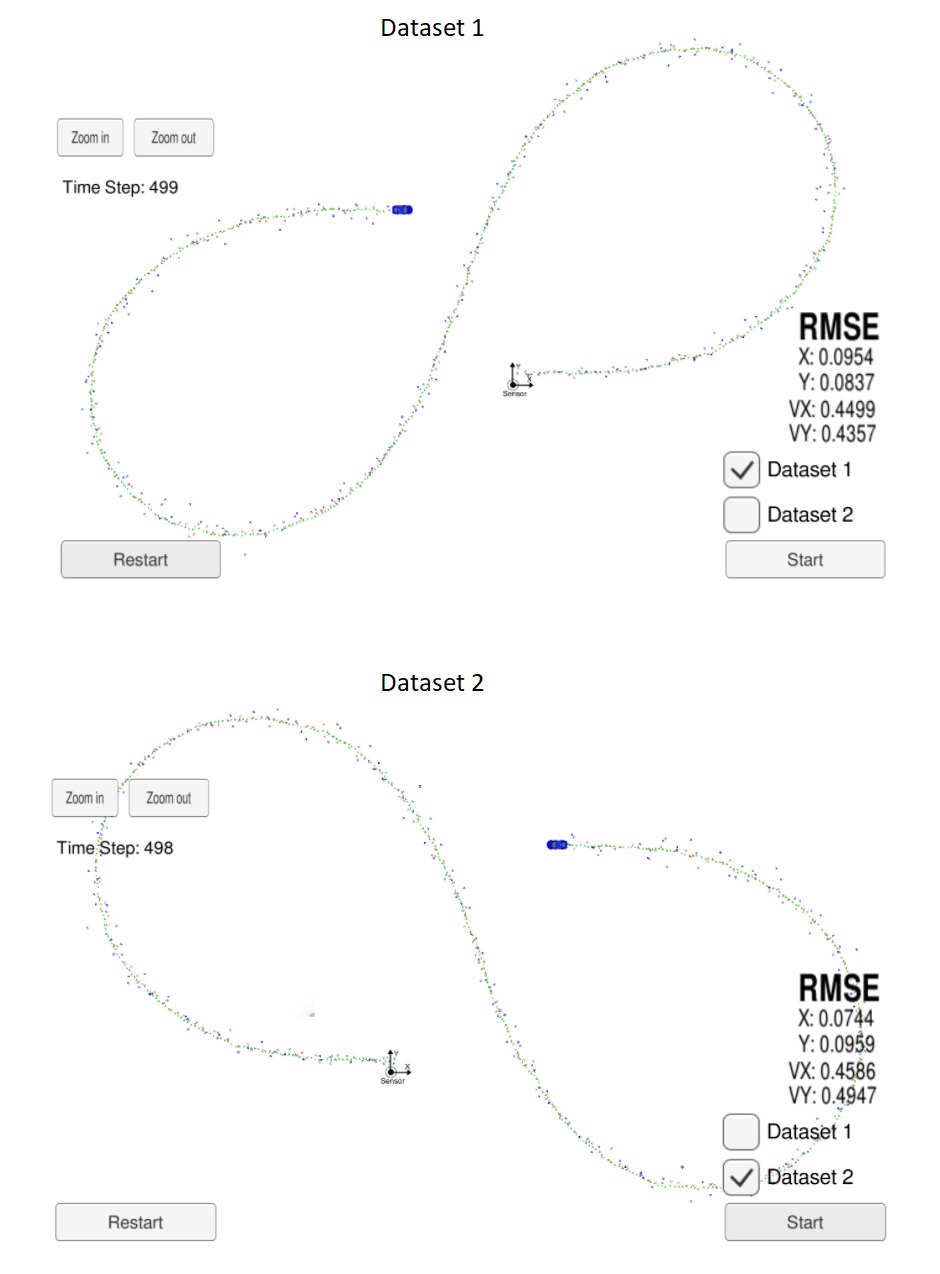 Dataset 1
Zoom in
Zoom out
Time Step: 499
Y
X
Sensor
RMSE
X: 0.0954
Y: 0.0837
VX: 0.4499
VY: 0.4357
Dataset 1
Dataset 2
Restart
Start
Dataset 2
Zoom in
Zoom out
Time Step: 498
Y
X
Sensor
RMSE
X: 0.0744
Y: 0.0959
VX: 0.4586
VY: 0.4947
Dataset 1
Dataset 2
Restart
Start